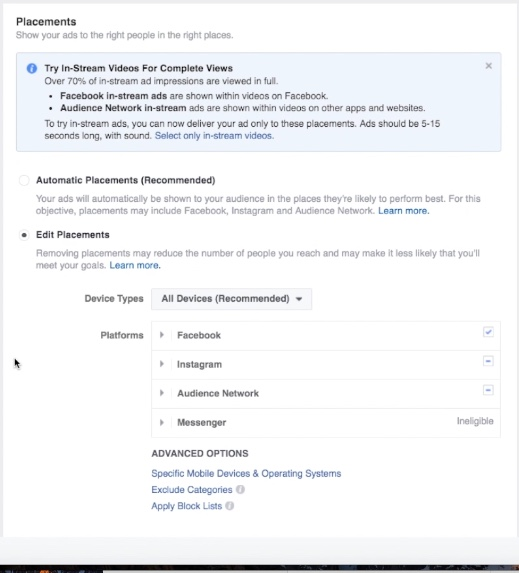 Placements
Show your ads to the right people in the right places.
Try In-Stream Videos For Complete Views
Over 70% of in-stream ad impressions are viewed in full.
• Facebook in-stream ads are shown within videos on Facebook.
• Audience Network in-stream ads are shown within videos on other apps and websites.
To try in-stream ads, you can now deliver your ad only to these placements. Ads should be 5-15
seconds long, with sound. Select only in-stream videos.
Automatic Placements (Recommended)
Your ads will automatically be shown to your audience in the places they're likely to perform best. For this
objective, placements may include Facebook, Instagram and Audience Network. Learn more.
Edit Placements
Removing placements may reduce the number of people you reach and may make it less likely that you'll
meet your goals. Learn more.
Device Types All Devices (Recommended)
Platforms Facebook
Instagram
Audience Network
Messenger Ineligible
ADVANCED OPTIONS
Specific Mobile Devices & Operating Systems
Exclude Categories
Apply Block Lists